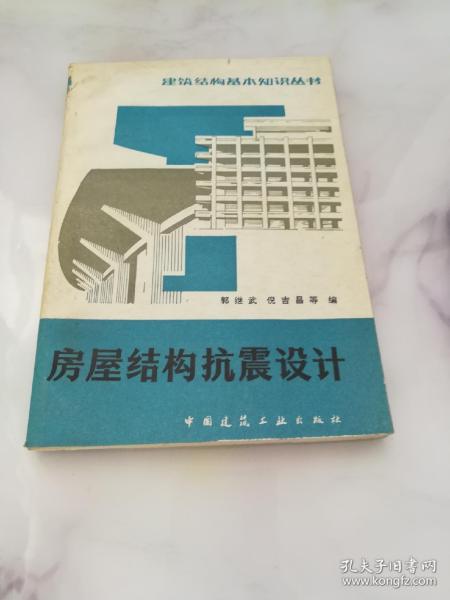 建筑结构基本知识丛书
郭继武 倪吉昌等 编
房屋结构抗震设计
中国建筑工业出版社
孔夫子旧书网
www.kongfz.com